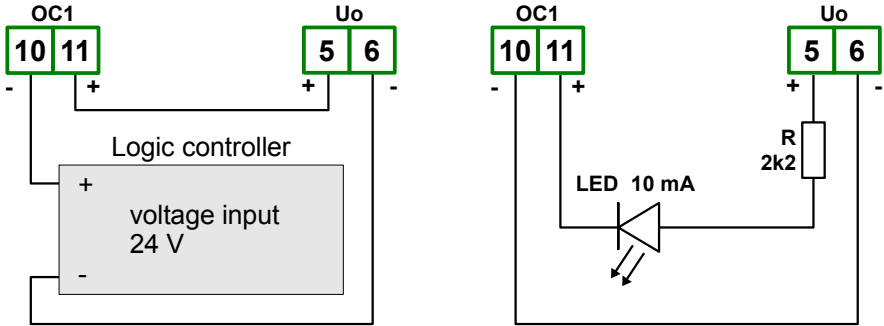 OC1 Uo
10 11 5 6
- + + -
Logic controller
+
voltage input
24 V
-
OC1 Uo
10 11 5 6
- + + -
R
2k2
LED 10 mA